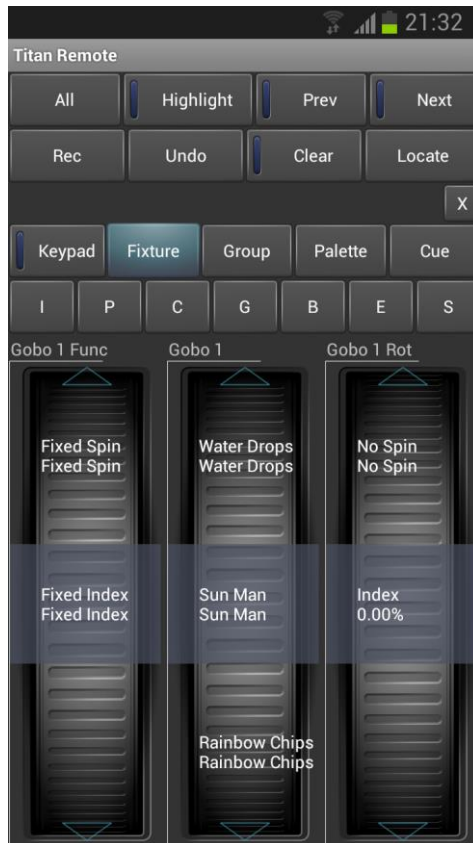 21:32
Titan Remote
All Highlight Prev Next
Rec Undo Clear Locate
X
Keypad Fixture Group Palette Cue
I P C G B E S
Gobo 1 Func Gobo 1 Gobo 1 Rot
Fixed Spin Water Drops No Spin
Fixed Spin Water Drops No Spin
Fixed Index Sun Man Index
Fixed Index Sun Man 0.00%
Rainbow Chips
Rainbow Chips